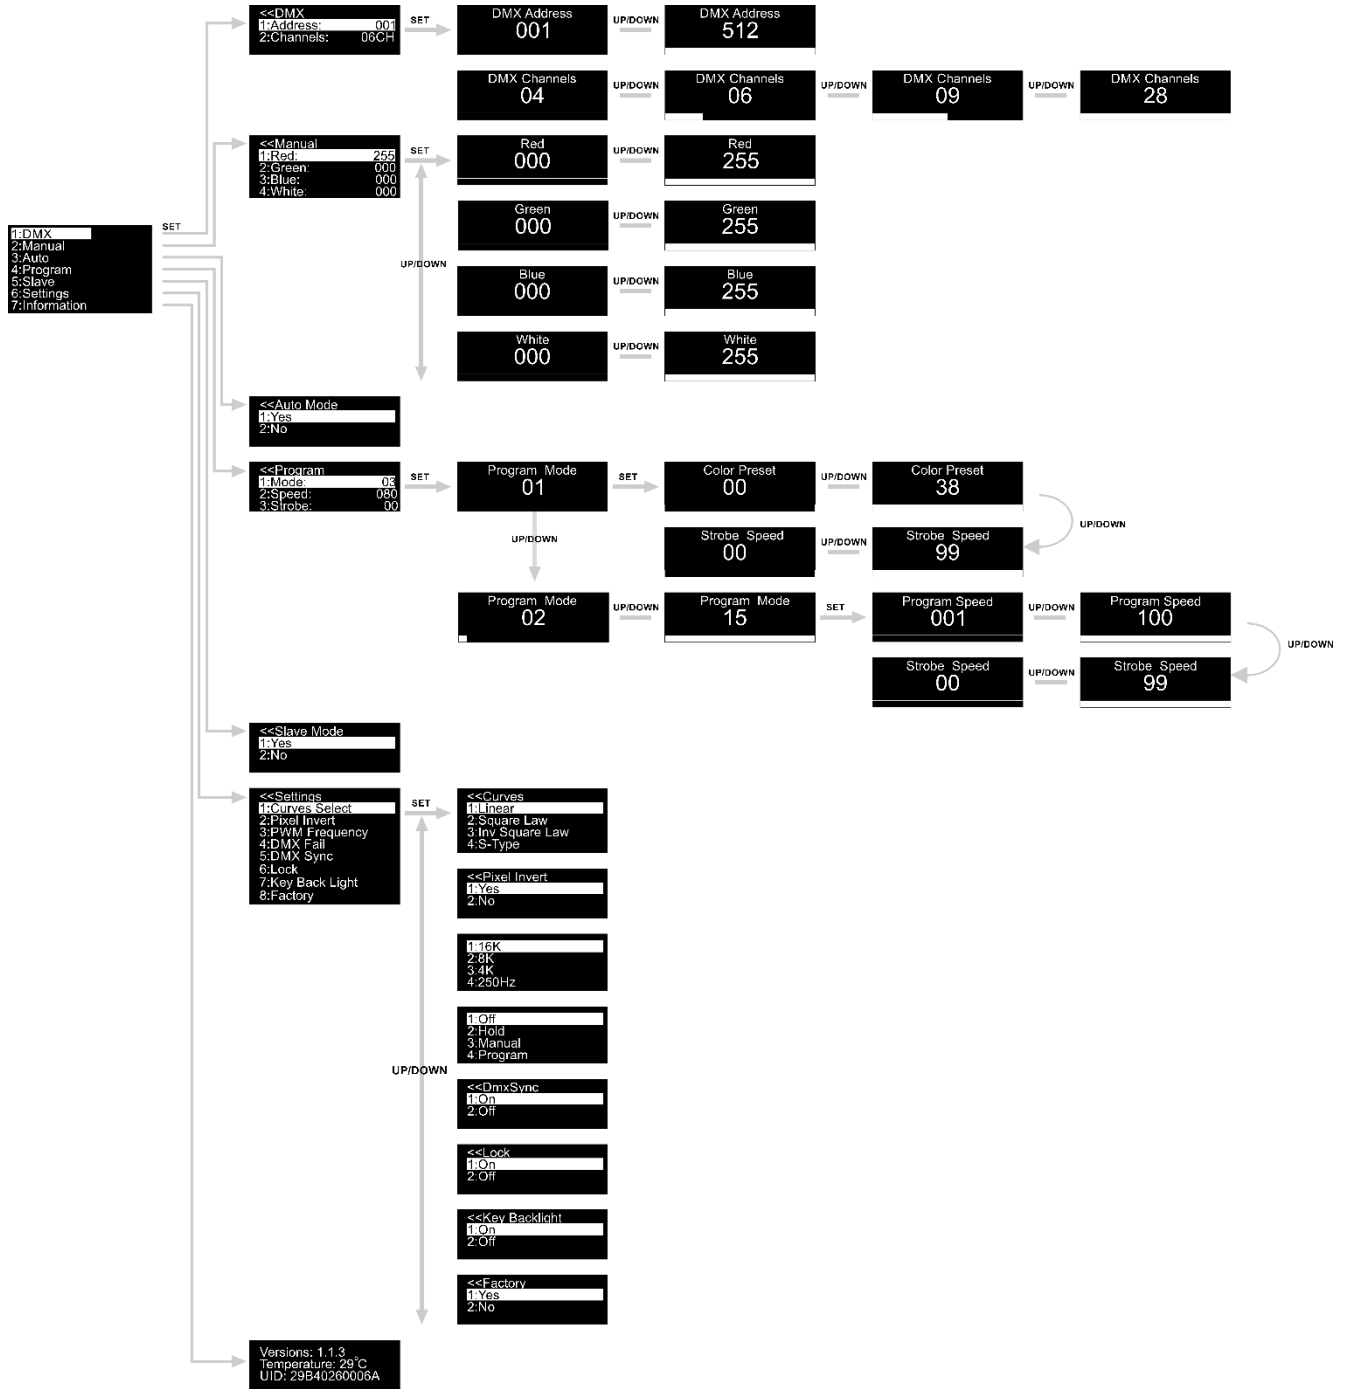 1:DMX
2:Manual
3:Auto
4:Program
5:Slave
6:Settings
7:Information
SET
<<DMX
1:Address: 001
2:Channels: 06CH
SET
DMX Address
001
UP/DOWN
DMX Address
512
DMX Channels
04
UP/DOWN
DMX Channels
06
UP/DOWN
DMX Channels
09
UP/DOWN
DMX Channels
28
<<Manual
1:Red: 255
2:Green: 000
3:Blue: 000
4:White: 000
SET
UP/DOWN
Red
000
UP/DOWN
Red
255
Green
000
UP/DOWN
Green
255
Blue
000
UP/DOWN
Blue
255
White
000
UP/DOWN
White
255
<<Auto Mode
1:Yes
2:No
<<Program
1:Mode: 03
2:Speed: 080
3:Strobe: 00
SET
Program Mode
01
SET
Color Preset
00
UP/DOWN
Color Preset
38
UP/DOWN
Strobe Speed
00
UP/DOWN
Strobe Speed
99
UP/DOWN
Program Mode
02
UP/DOWN
Program Mode
15
SET
Program Speed
001
UP/DOWN
Program Speed
100
UP/DOWN
Strobe Speed
00
UP/DOWN
Strobe Speed
99
<<Slave Mode
1:Yes
2:No
<<Settings
1:Curves Select
2:Pixel Invert
3:PWM Frequency
4:DMX Fail
5:DMX Sync
6:Lock
7:Key Back Light
8:Factory
SET
UP/DOWN
<<Curves
1:Linear
2:Square Law
3:Inv Square Law
4:S-Type
<<Pixel Invert
1:Yes
2:No
1:16K
2:8K
3:4K
4:250Hz
1:Off
2:Hold
3:Manual
4:Program
<<DmxSync
1:On
2:Off
<<Lock
1:On
2:Off
<<Key Backlight
1:On
2:Off
<<Factory
1:Yes
2:No
Versions: 1.1.3
Temperature: 29°C
UID: 29B40260006A